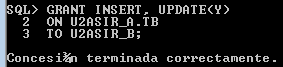 SQL> GRANT INSERT, UPDATE(Y)
2 ON U2ASIR_A.TB
3 TO U2ASIR_B;
Concesi¾n terminada correctamente.